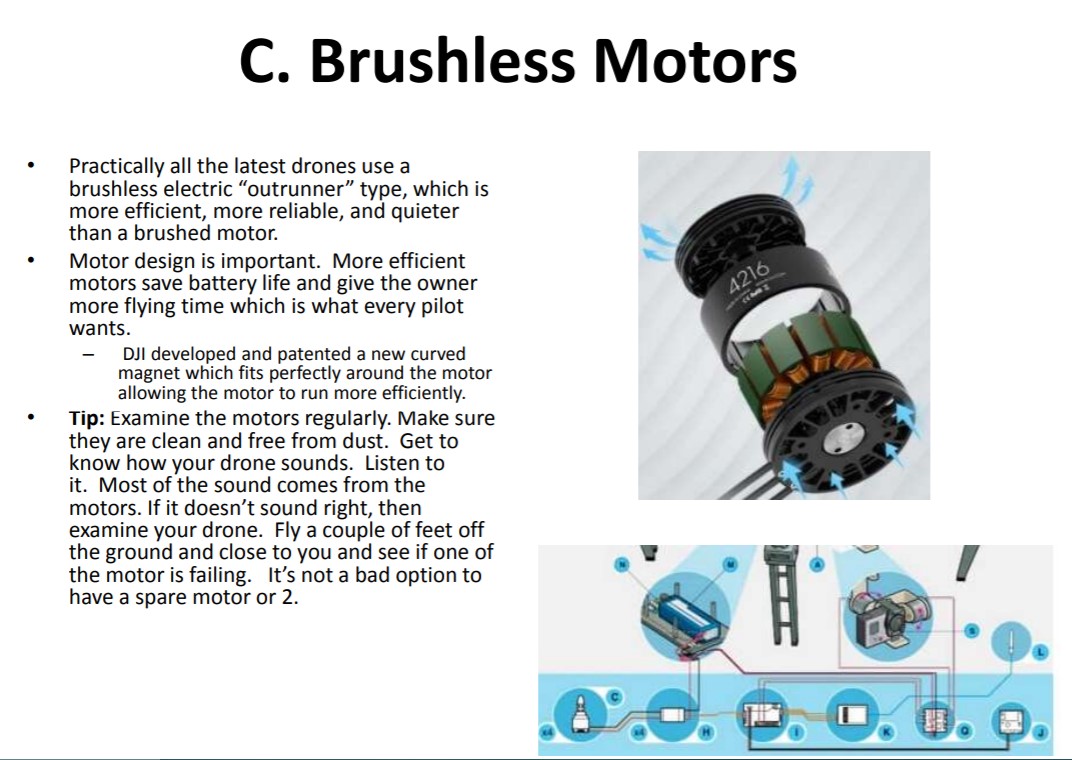 C. Brushless Motors
• Practically all the latest drones use a
brushless electric “outrunner” type, which is
more efficient, more reliable, and quieter
than a brushed motor.
• Motor design is important.  More efficient
motors save battery life and give the owner
more flying time which is what every pilot
wants.
– DJI developed and patented a new curved
magnet which fits perfectly around the motor
allowing the motor to run more efficiently.
• Tip: Examine the motors regularly. Make sure
they are clean and free from dust.  Get to
know how your drone sounds.  Listen to
it.  Most of the sound comes from the
motors. If it doesn’t sound right, then
examine your drone.  Fly a couple of feet off
the ground and close to you and see if one of
the motor is failing.   It’s not a bad option to
have a spare motor or 2.
4216
N M A
S
L
C
x4 x4 H I K Q J